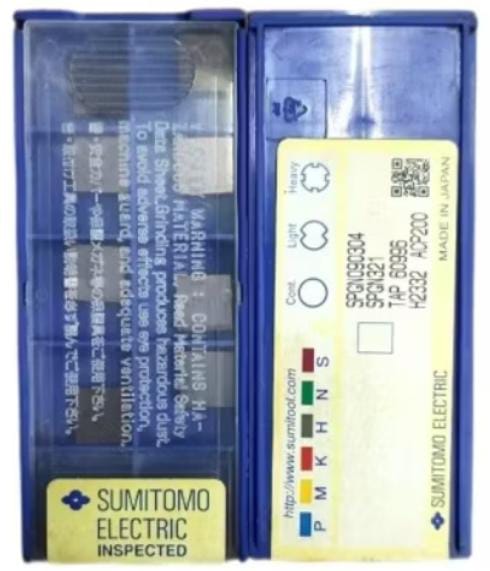 WARNING : CONTAINS HA-
ZARDOUS MATERIAL. Read Material Safety
Data Sheet. Grinding produces hazardous dust.
To avoid adverse effects use eye protection,
machine guard, and adequate ventilation.
SUMITOMO
ELECTRIC
INSPECTED
Heavy
Light
Cont.
SPGN090304
SPGN321
TAP 60996
H2332 ACP200
MADE IN JAPAN
http://www.sumitool.com
P M K H N S
SUMITOMO ELECTRIC